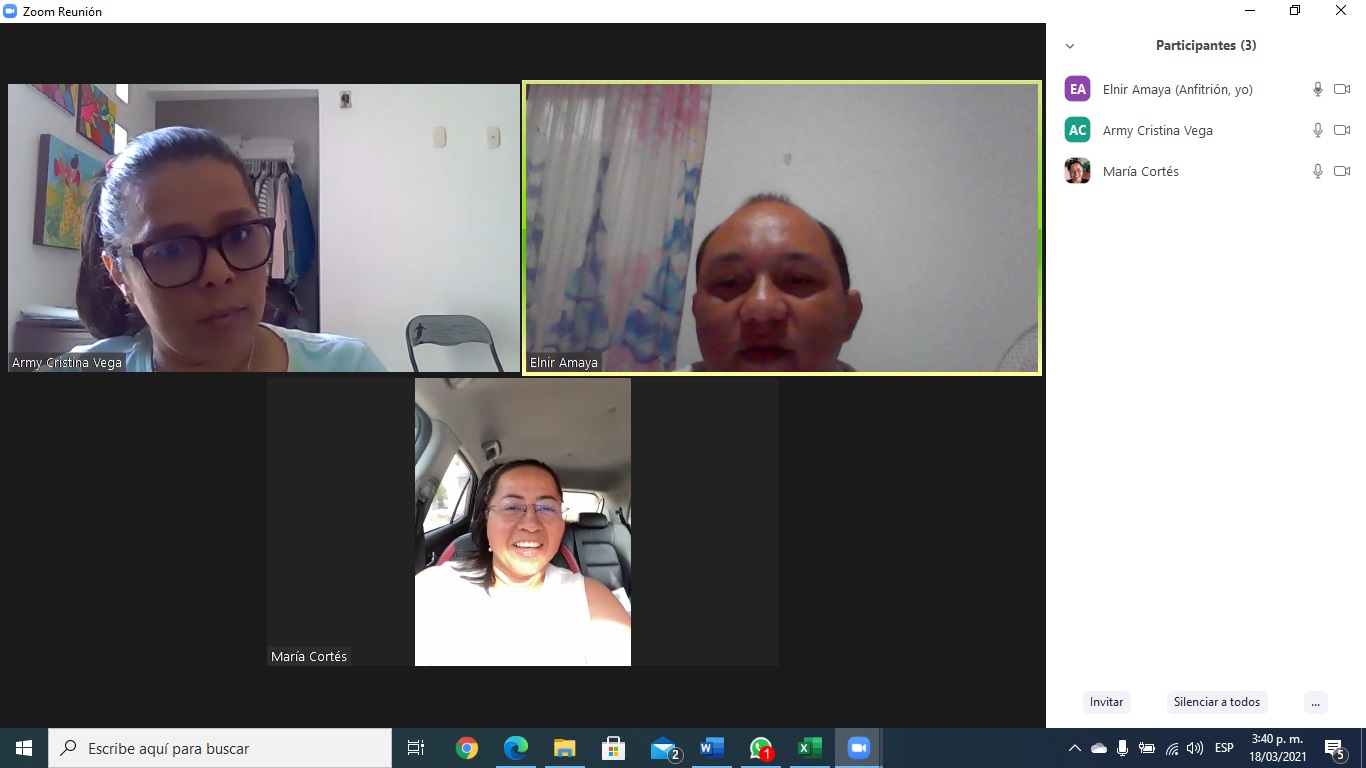 Zoom Reunión
Participantes (3)
EA Elnir Amaya (Anfitrión, yo)
AC Army Cristina Vega
María Cortés
Army Cristina Vega
Elnir Amaya
María Cortés
Invitar Silenciar a todos ...
Escribe aquí para buscar
2
W
1
X
ESP
3:40 p. m.
18/03/2021
5